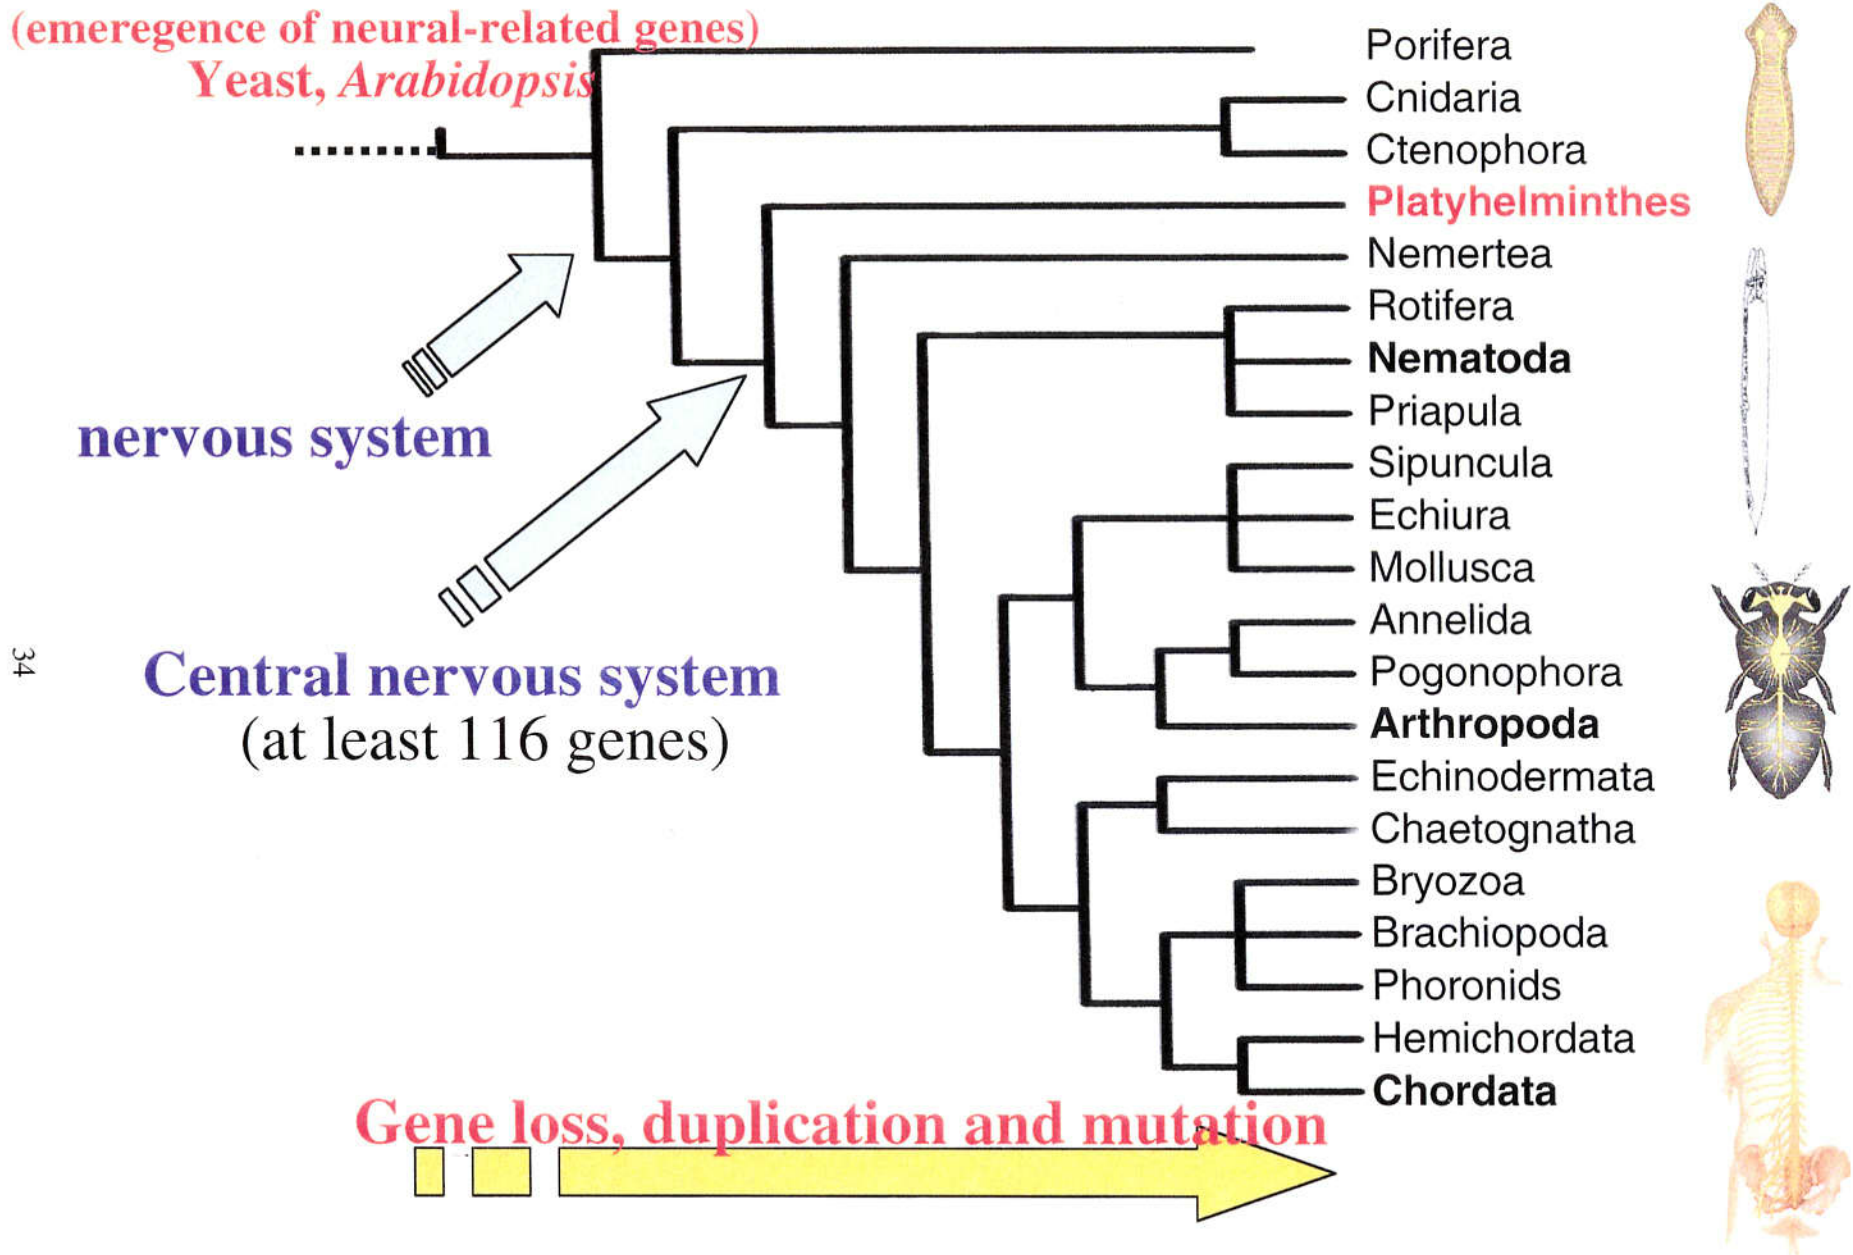 (emeregence of neural-related genes)
Yeast, Arabidopsis
Porifera
Cnidaria
Ctenophora
Platyhelminthes
Nemertea
Rotifera
Nematoda
Priapula
Sipuncula
Echiura
Mollusca
Annelida
Pogonophora
Arthropoda
Echinodermata
Chaetognatha
Bryozoa
Brachiopoda
Phoronids
Hemichordata
Chordata
nervous system
Central nervous system
(at least 116 genes)
Gene loss, duplication and mutation
34